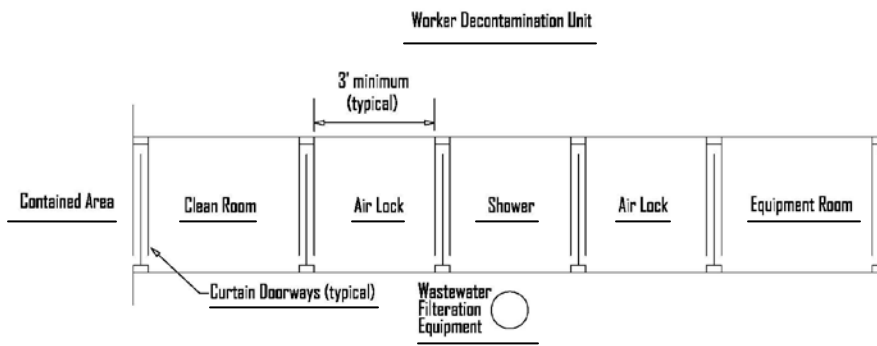 Worker Decontamination Unit
3' minimum
(typical)
Contained Area
Clean Room
Air Lock
Shower
Air Lock
Equipment Room
Curtain Doorways (typical)
Wastewater
Filteration
Equipment